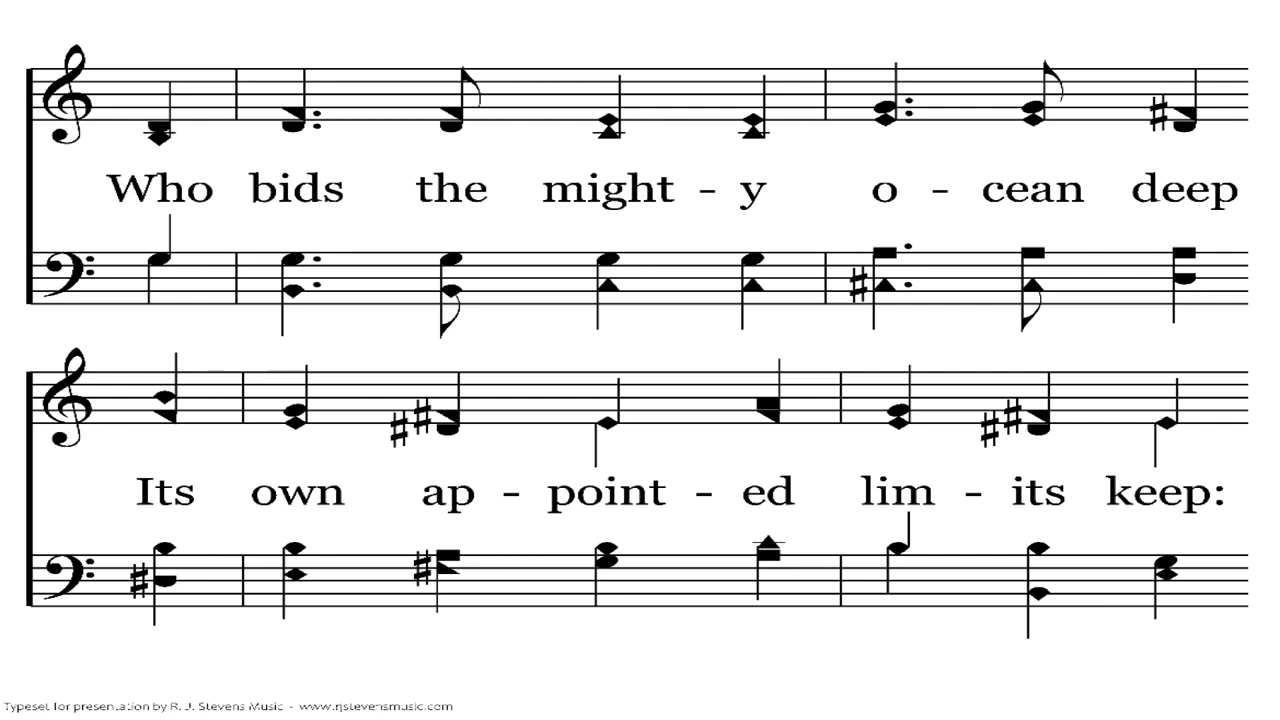 Who bids the might - y o - cean deep
Its own ap - point - ed lim - its keep:
Typeset for presentation by R. J. Stevens Music - www.rjstevensmusic.com